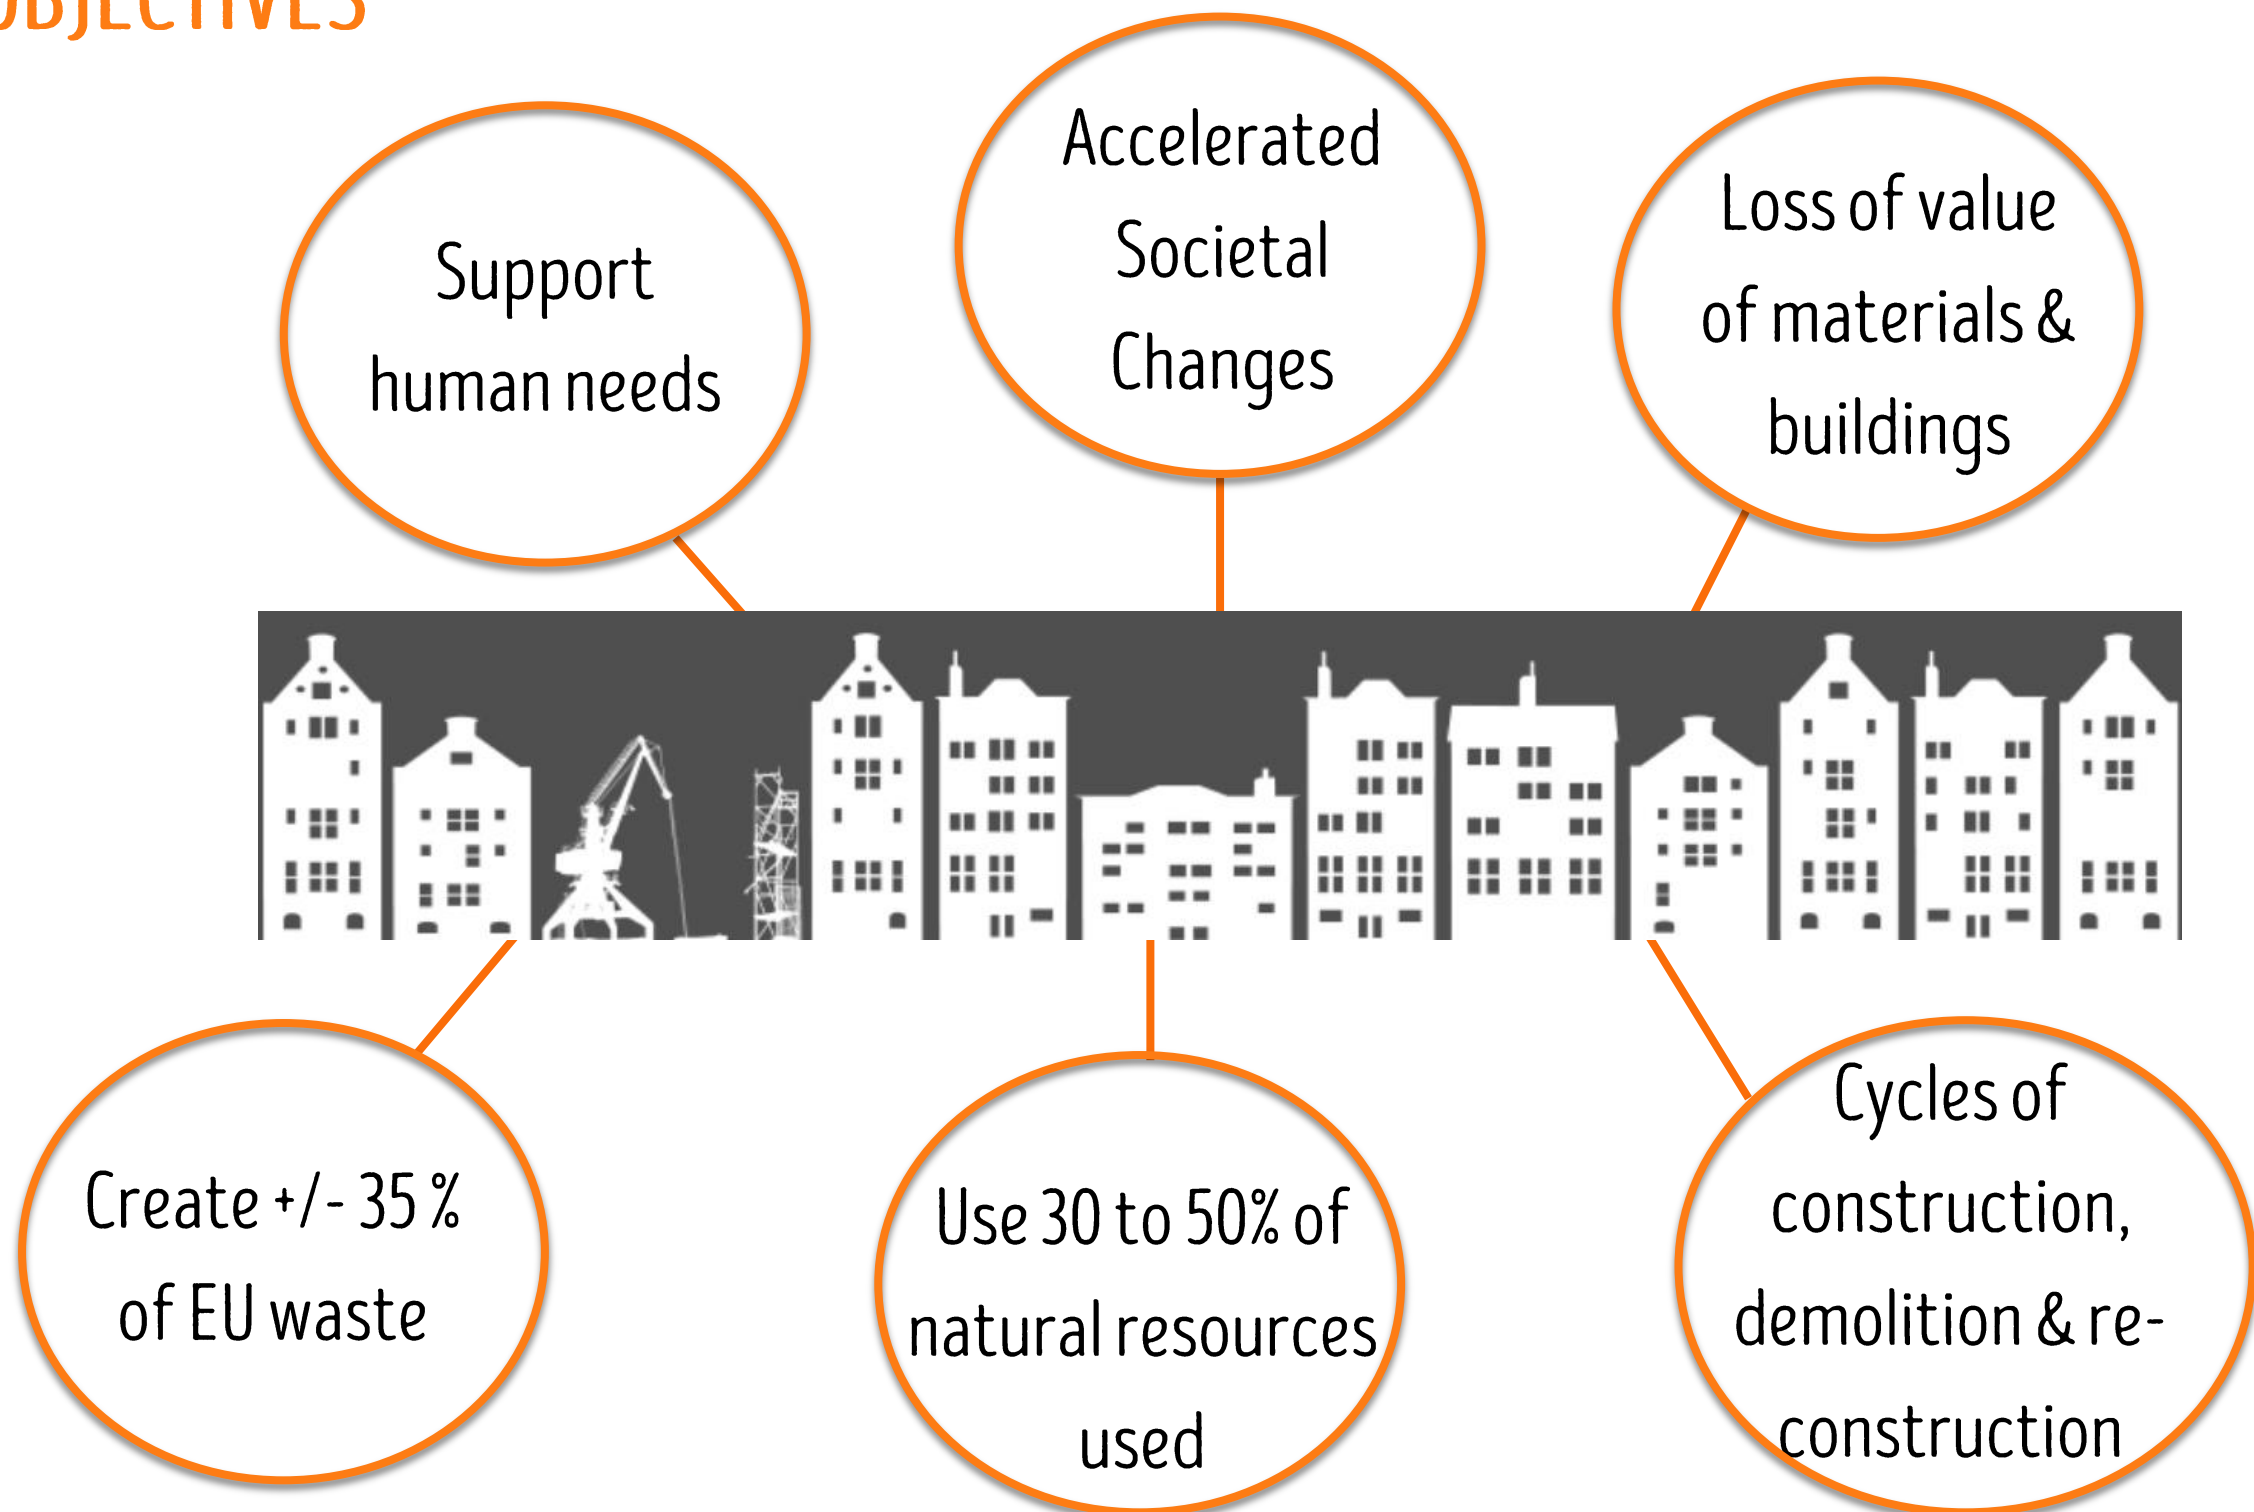 OBJECTIVES
Support
human needs
Accelerated
Societal
Changes
Loss of value
of materials &
buildings
Create +/- 35 %
of EU waste
Use 30 to 50% of
natural resources
used
Cycles of
construction,
demolition & re-
construction